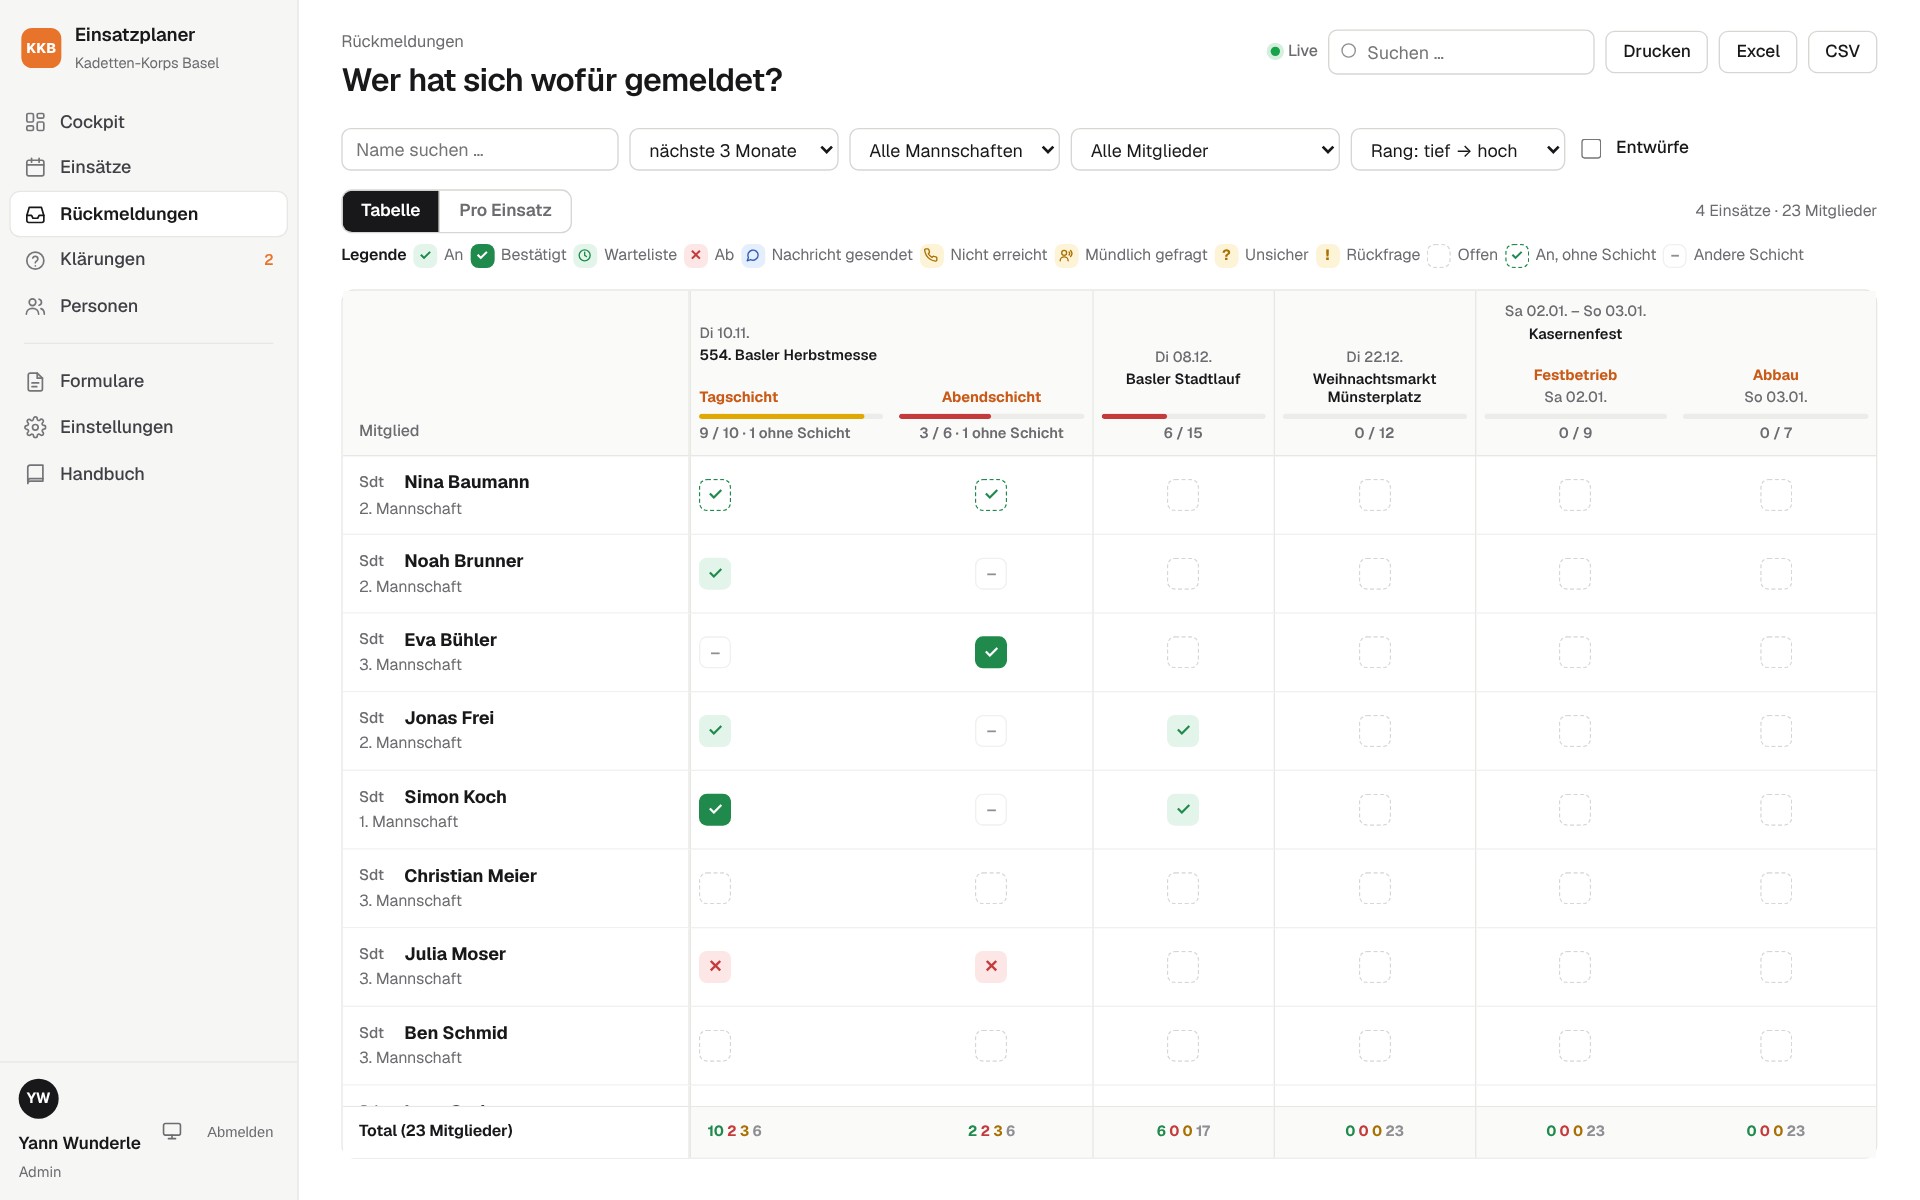 KKB
Einsatzplaner
Kadetten-Korps Basel
Cockpit
Einsätze
Rückmeldungen
Klärungen 2
Personen
Formulare
Einstellungen
Handbuch
YW
Yann Wunderle
Admin
Abmelden
Rückmeldungen
Wer hat sich wofür gemeldet?
Live
Suchen …
Drucken
Excel
CSV
Name suchen …
nächste 3 Monate
Alle Mannschaften
Alle Mitglieder
Rang: tief → hoch
Entwürfe
Tabelle
Pro Einsatz
4 Einsätze · 23 Mitglieder
Legende An Bestätigt Warteliste Ab Nachricht gesendet Nicht erreicht Mündlich gefragt ? Unsicher ! Rückfrage Offen An, ohne Schicht – Andere Schicht
Mitglied
Di 10.11.
554. Basler Herbstmesse
Tagschicht
9 / 10 · 1 ohne Schicht
Abendschicht
3 / 6 · 1 ohne Schicht
Di 08.12.
Basler Stadtlauf
6 / 15
Di 22.12.
Weihnachtsmarkt
Münsterplatz
0 / 12
Sa 02.01. – So 03.01.
Kasernenfest
Festbetrieb
Sa 02.01.
0 / 9
Abbau
So 03.01.
0 / 7
Sdt Nina Baumann
2. Mannschaft
Sdt Noah Brunner
2. Mannschaft
–
Sdt Eva Bühler
3. Mannschaft
–
Sdt Jonas Frei
2. Mannschaft
–
Sdt Simon Koch
1. Mannschaft
–
Sdt Christian Meier
3. Mannschaft
Sdt Julia Moser
3. Mannschaft
Sdt Ben Schmid
3. Mannschaft
Total (23 Mitglieder) 10 2 3 6 2 2 3 6 6 0 0 17 0 0 0 23 0 0 0 23 0 0 0 23